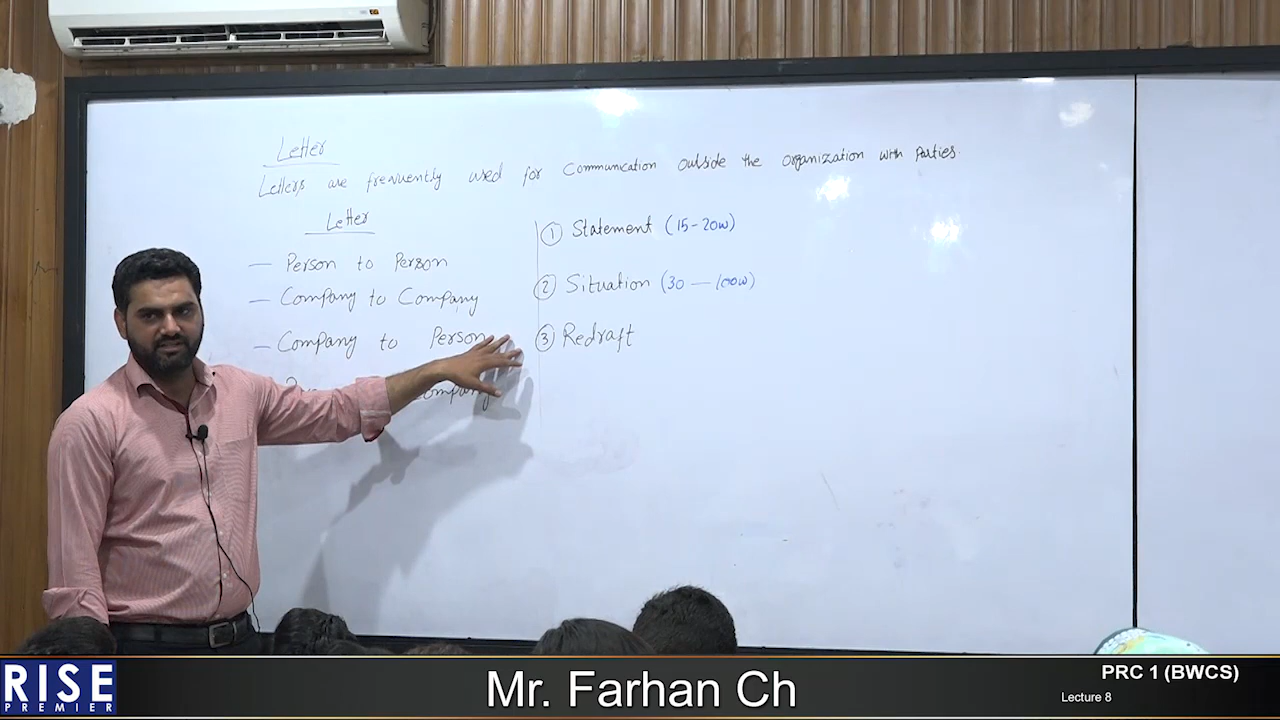 Letter
Letters are frequently used for Communication outside the organization with parties.
Letter
— Person to Person
— Company to Company
— Company to Person
Company
① Statement (15-20w)
② Situation (30 — 100w)
③ Redraft
RISE
PREMIER
Mr. Farhan Ch
PRC 1 (BWCS)
Lecture 8